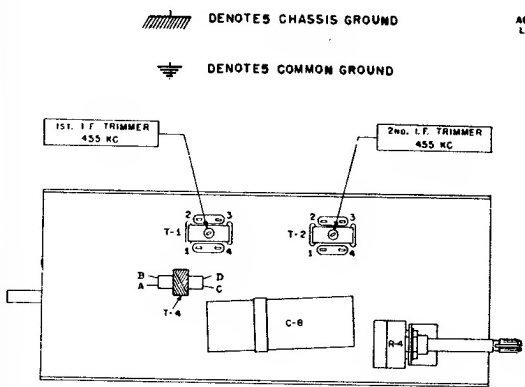 DENOTES CHASSIS GROUND
DENOTES COMMON GROUND
1ST. I.F. TRIMMER
455 KC
2ND. I.F. TRIMMER
455 KC
2 3
T-1
1 4
2 3
T-2
1 4
B D
A C
T-4
C-8
R-4